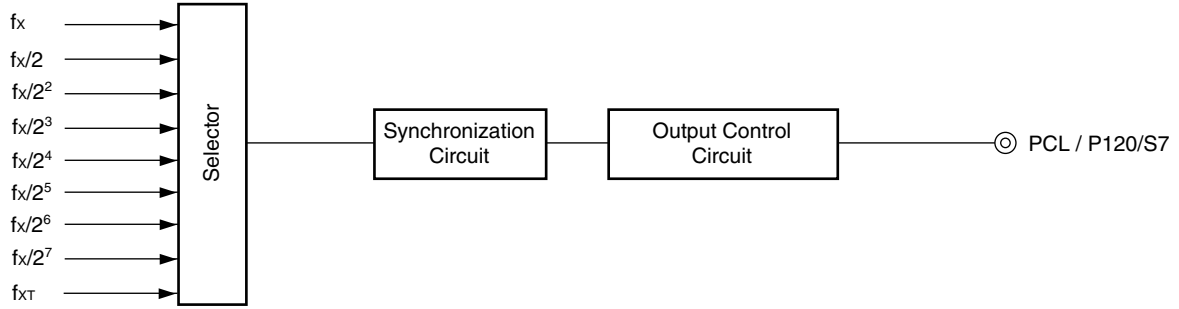 fX
fX/2
fX/2²
fX/2³
fX/2⁴
fX/2⁵
fX/2⁶
fX/2⁷
fXT
Selector
Synchronization
Circuit
Output Control
Circuit
PCL / P120/S7